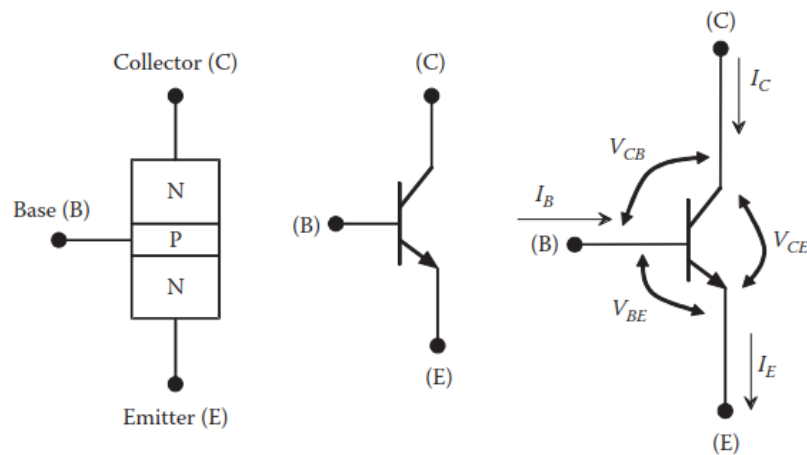 Collector (C)
N
Base (B)
P
N
Emitter (E)
(C)
(B)
(E)
(C)
I_C
V_CB
I_B
(B)
V_CE
V_BE
I_E
(E)